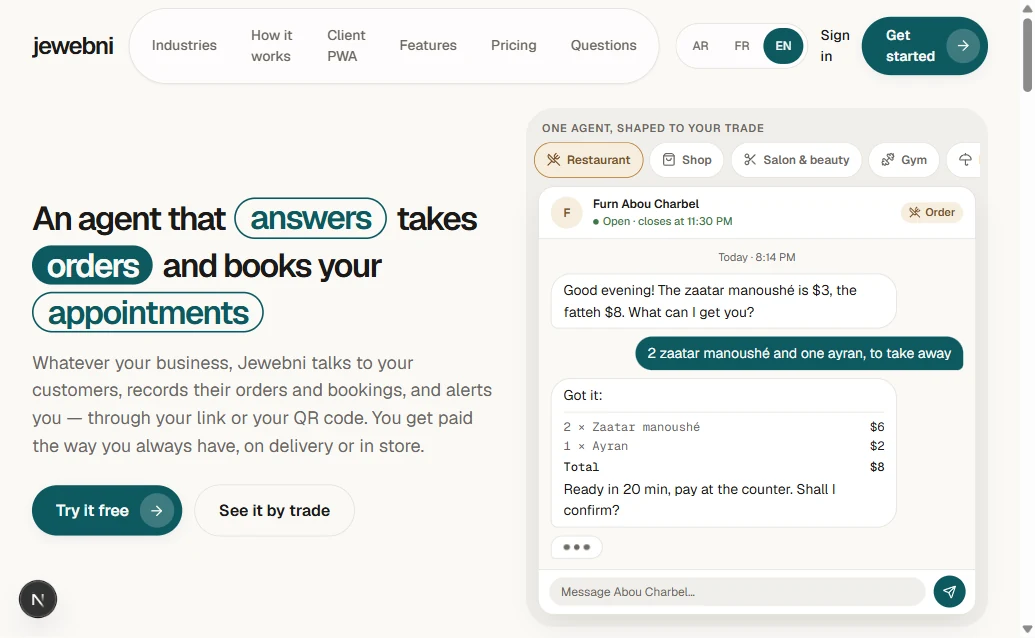 jewebni
Industries
How it works
Client PWA
Features
Pricing
Questions
AR
FR
EN
Sign in
Get started
An agent that answers takes
orders and books your
appointments
Whatever your business, Jewebni talks to your
customers, records their orders and bookings, and alerts
you — through your link or your QR code. You get paid
the way you always have, on delivery or in store.
Try it free
See it by trade
N
ONE AGENT, SHAPED TO YOUR TRADE
Restaurant
Shop
Salon & beauty
Gym
F
Furn Abou Charbel
Open · closes at 11:30 PM
Order
Today · 8:14 PM
Good evening! The zaatar manoushé is $3, the
fatteh $8. What can I get you?
2 zaatar manoushé and one ayran, to take away
Got it:
2 × Zaatar manoushé $6
1 × Ayran $2
Total $8
Ready in 20 min, pay at the counter. Shall I
confirm?
Message Abou Charbel…